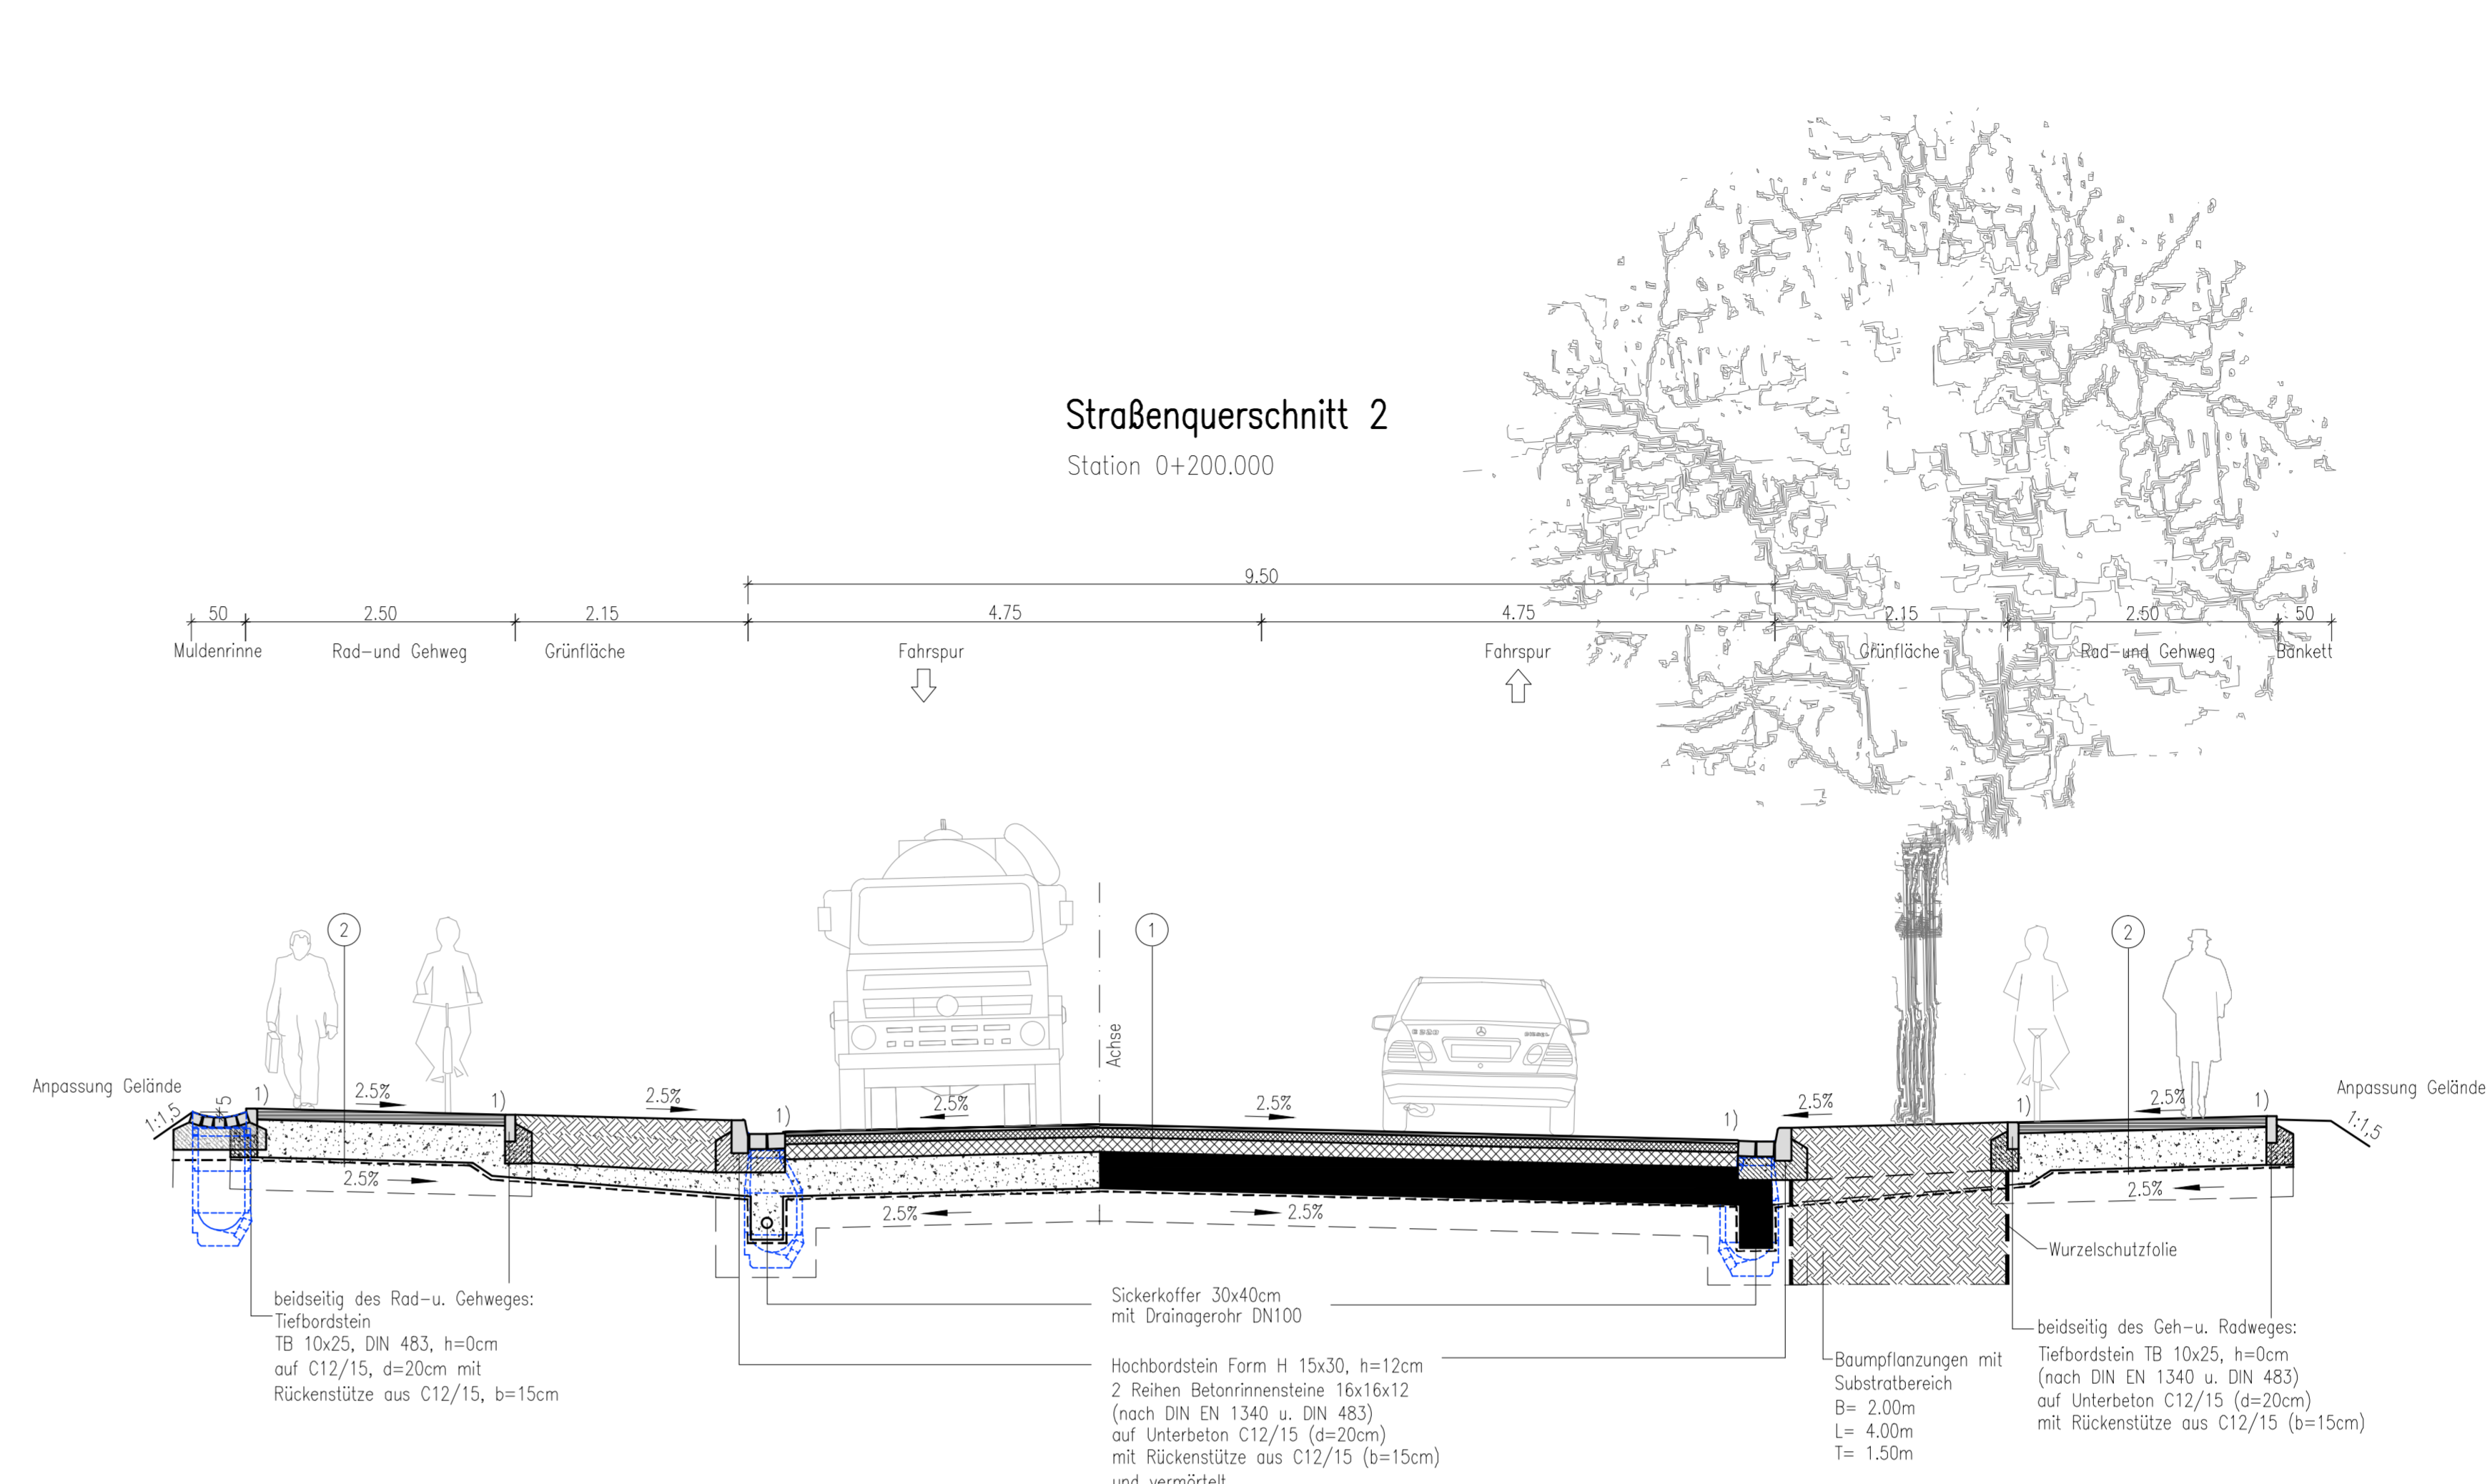 Straßenquerschnitt 2
Station 0+200.000
9.50
50 2.50 2.15 4.75 4.75 2.15 2.50 50
Muldenrinne Rad-und Gehweg Grünfläche Fahrspur Fahrspur Grünfläche Rad-und Gehweg Bankett
2 1 2
Achse
E 220
Anpassung Gelände
1:1.5
5
1) 2.5% 1) 2.5% 1) 2.5% 2.5% 1) 2.5% 1) 2.5% 1)
Anpassung Gelände
1:1.5
2.5% 2.5% 2.5% 2.5%
Wurzelschutzfolie
beidseitig des Rad-u. Gehweges:
Tiefbordstein
TB 10x25, DIN 483, h=0cm
auf C12/15, d=20cm mit
Rückenstütze aus C12/15, b=15cm
Sickerkoffer 30x40cm
mit Drainagerohr DN100
Hochbordstein Form H 15x30, h=12cm
2 Reihen Betonrinnensteine 16x16x12
(nach DIN EN 1340 u. DIN 483)
auf Unterbeton C12/15 (d=20cm)
mit Rückenstütze aus C12/15 (b=15cm)
und vermörtelt
Baumpflanzungen mit
Substratbereich
B= 2.00m
L= 4.00m
T= 1.50m
beidseitig des Geh-u. Radweges:
Tiefbordstein TB 10x25, h=0cm
(nach DIN EN 1340 u. DIN 483)
auf Unterbeton C12/15 (d=20cm)
mit Rückenstütze aus C12/15 (b=15cm)